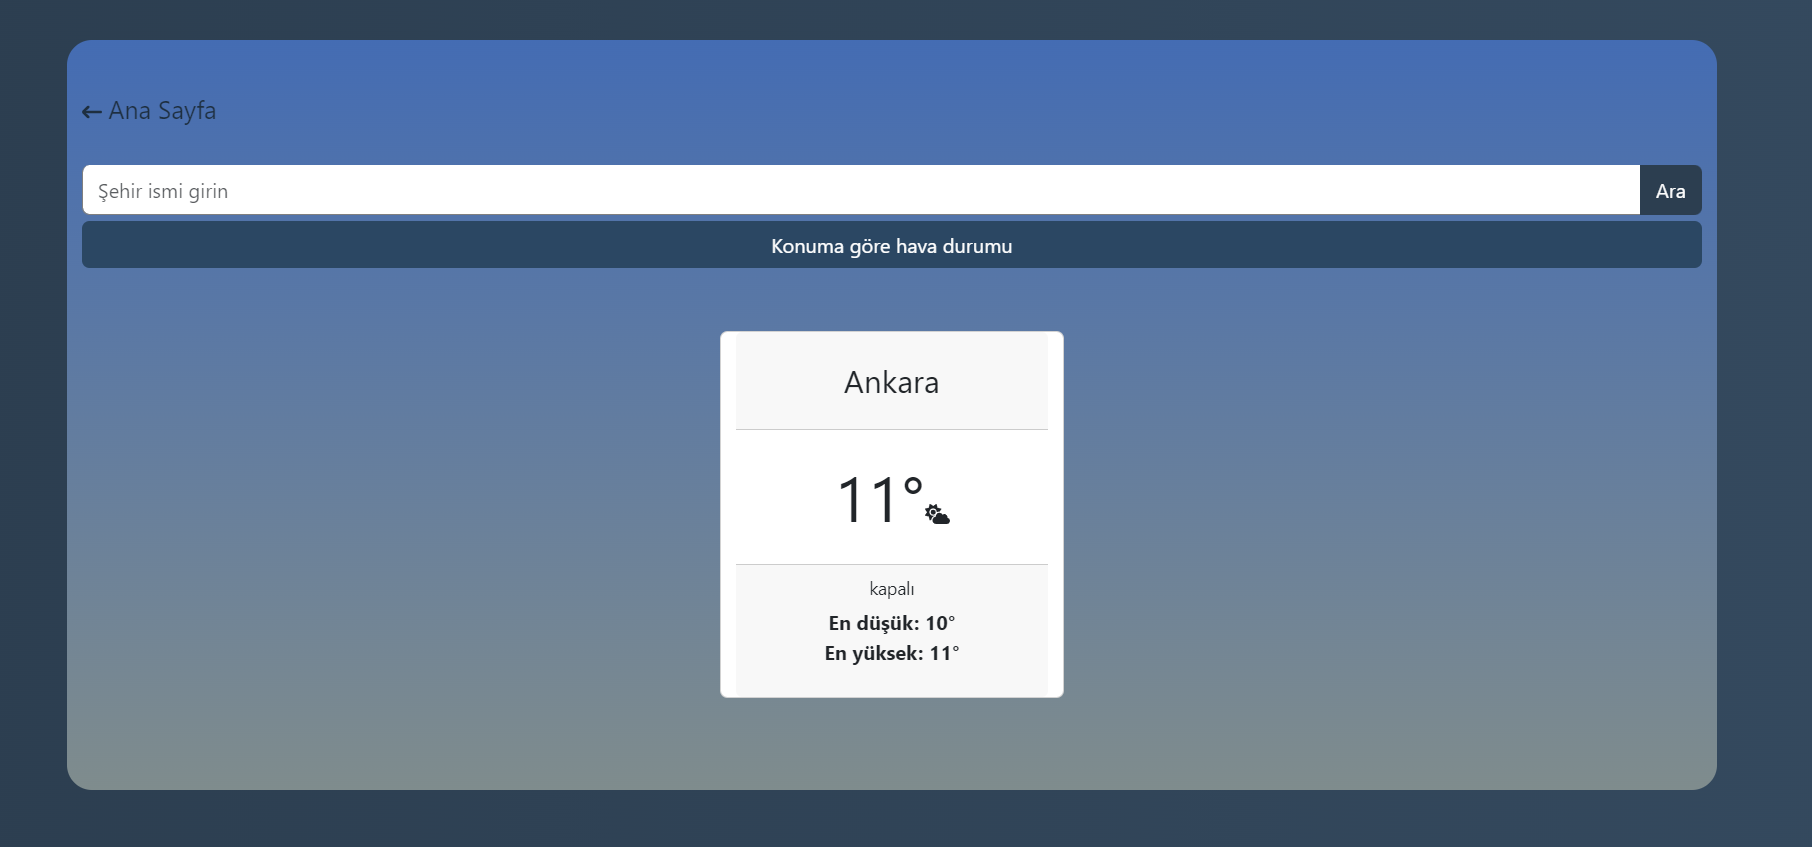 Ana Sayfa
Şehir ismi girin
Ara
Konuma göre hava durumu
Ankara
11°
kapalı
En düşük: 10°
En yüksek: 11°